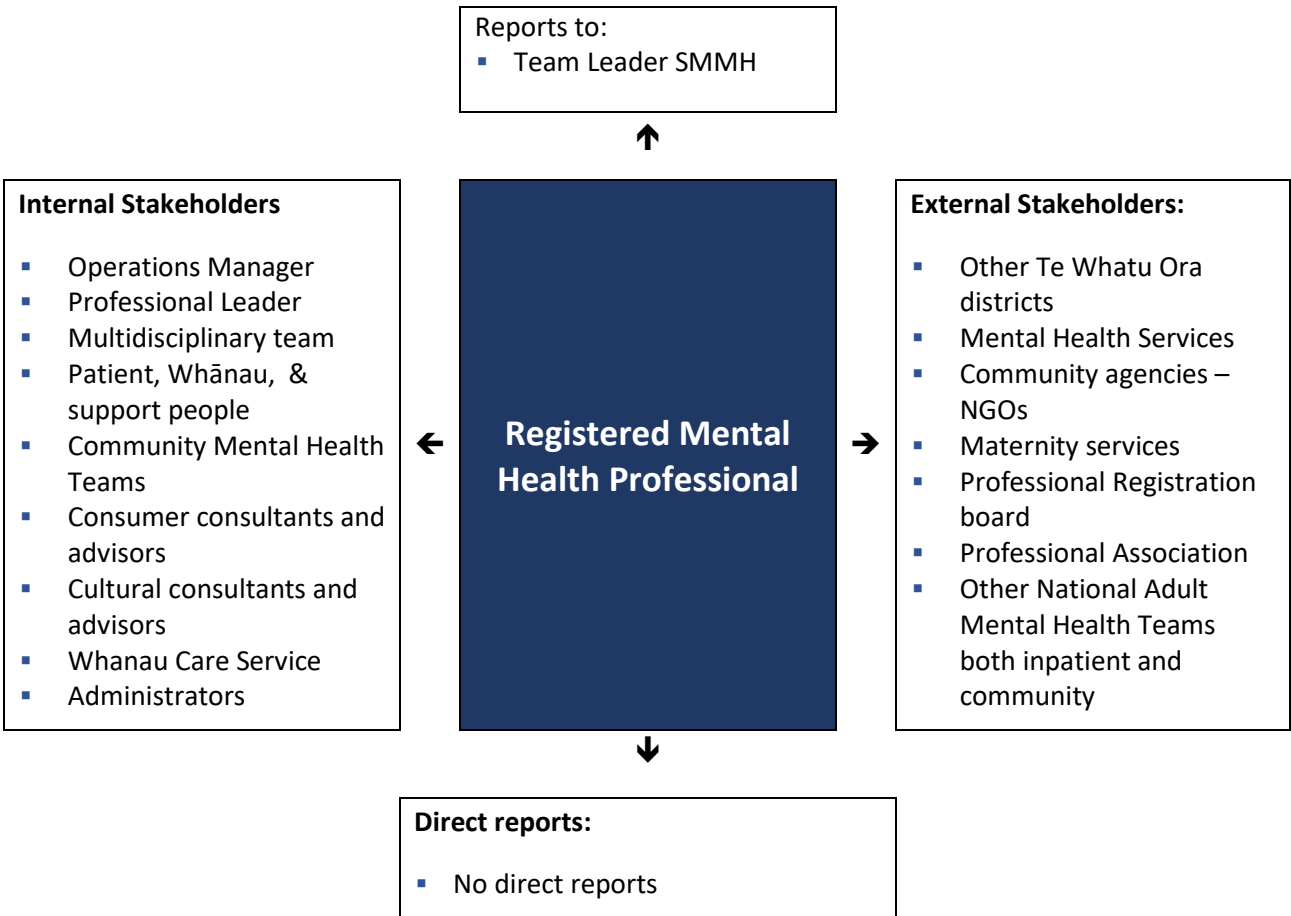 Reports to:
▪ Team Leader SMMH
🡱
Internal Stakeholders
▪ Operations Manager
▪ Professional Leader
▪ Multidisciplinary team
▪ Patient, Whānau, &
support people
▪ Community Mental Health
Teams
▪ Consumer consultants and
advisors
▪ Cultural consultants and
advisors
▪ Whanau Care Service
▪ Administrators
🡰
Registered Mental
Health Professional
🡲
External Stakeholders:
▪ Other Te Whatu Ora
districts
▪ Mental Health Services
▪ Community agencies –
NGOs
▪ Maternity services
▪ Professional Registration
board
▪ Professional Association
▪ Other National Adult
Mental Health Teams
both inpatient and
community
🡳
Direct reports:
▪ No direct reports